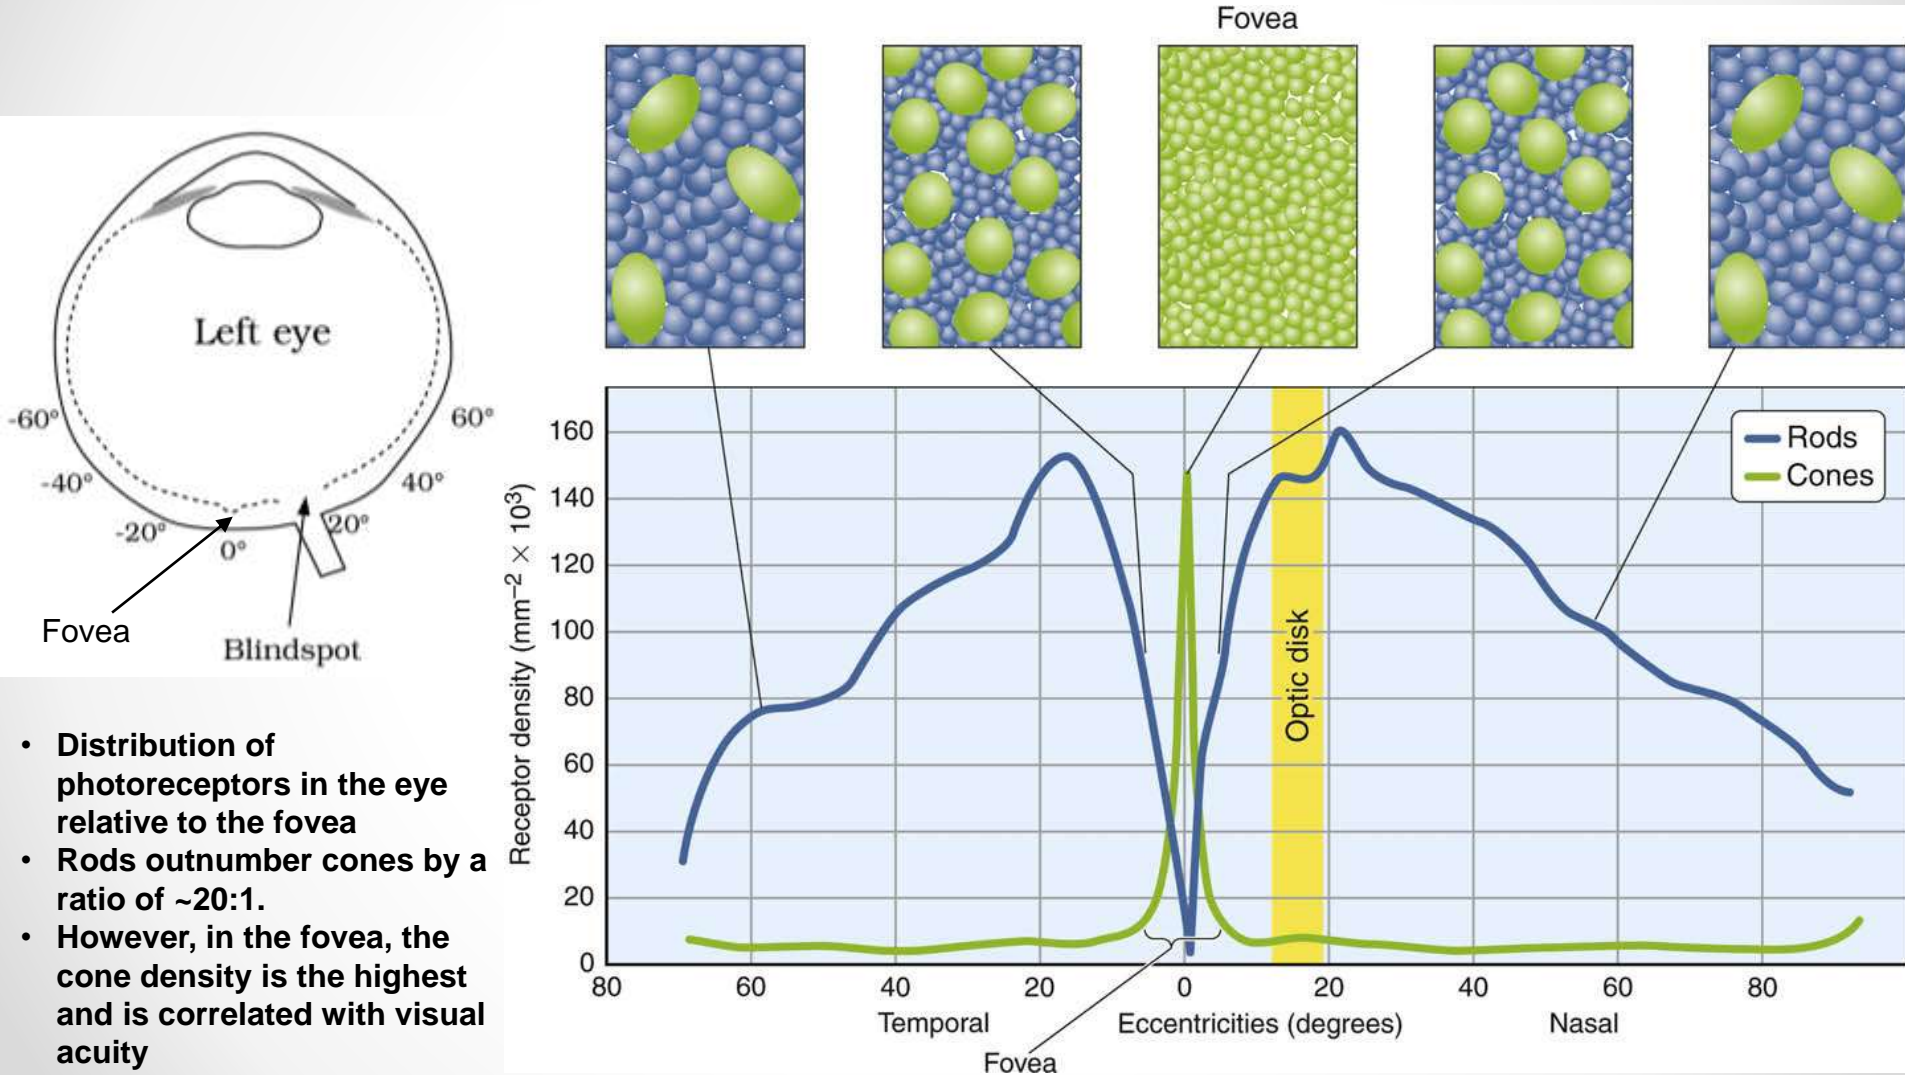 Fovea
Left eye
-60°
60°
-40°
40°
-20°
20°
0°
Fovea
Blindspot
• Distribution of
photoreceptors in the eye
relative to the fovea
• Rods outnumber cones by a
ratio of ~20:1.
• However, in the fovea, the
cone density is the highest
and is correlated with visual
acuity
Receptor density (mm⁻² × 10³)
160
140
120
100
80
60
40
20
0
Rods
Cones
Optic disk
80 60 40 20 0 20 40 60 80
Temporal Eccentricities (degrees) Nasal
Fovea